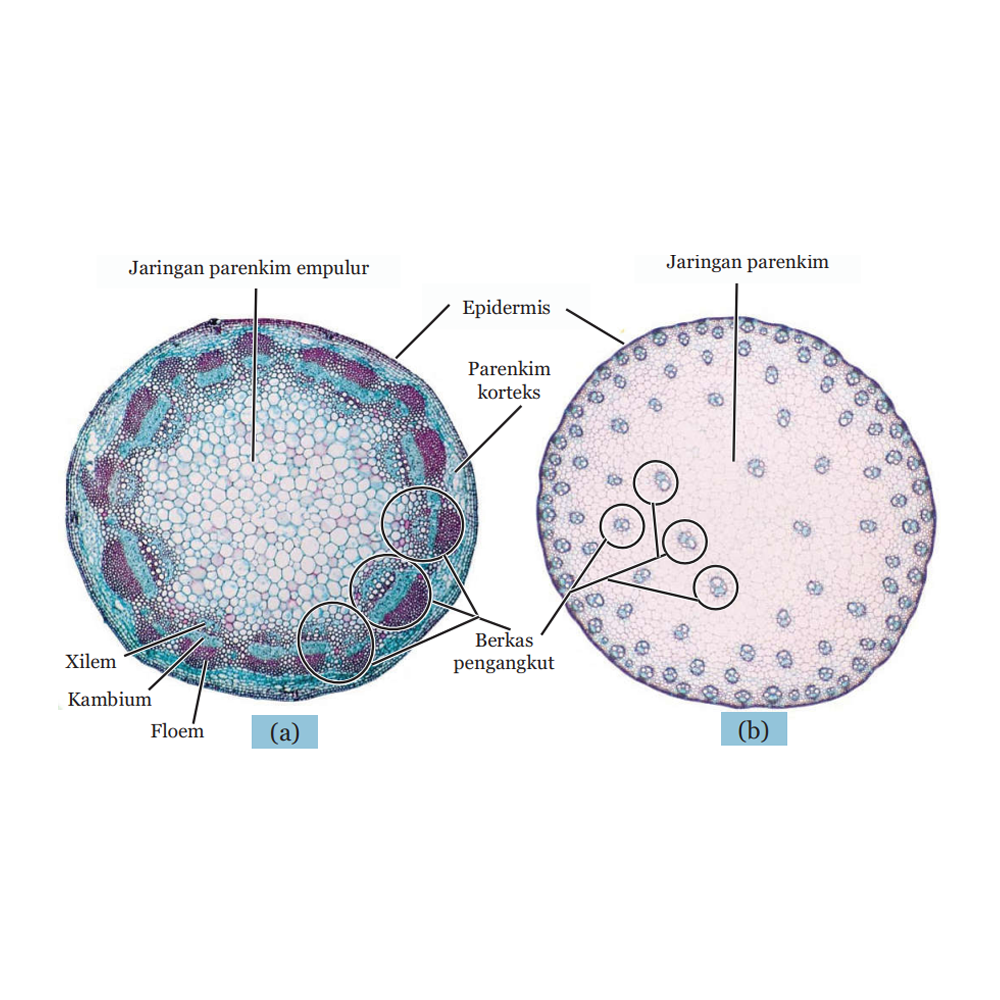 Jaringan parenkim empulur
Jaringan parenkim
Epidermis
Parenkim
korteks
Berkas
pengangkut
Xilem
Kambium
Floem
(a)
(b)